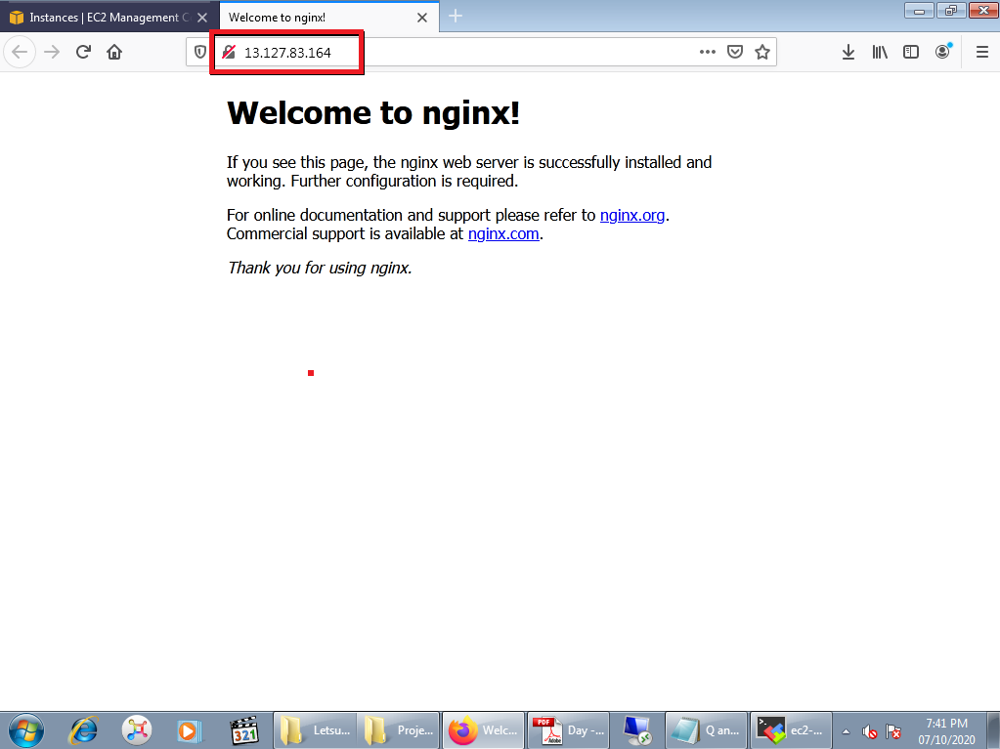 Instances | EC2 Management C
Welcome to nginx!
13.127.83.164
Welcome to nginx!
If you see this page, the nginx web server is successfully installed and
working. Further configuration is required.
For online documentation and support please refer to nginx.org.
Commercial support is available at nginx.com.
Thank you for using nginx.
321
Letsu...
Proje...
Welc...
PDF
Adobe
Day -...
Q an...
ec2-...
7:41 PM
07/10/2020